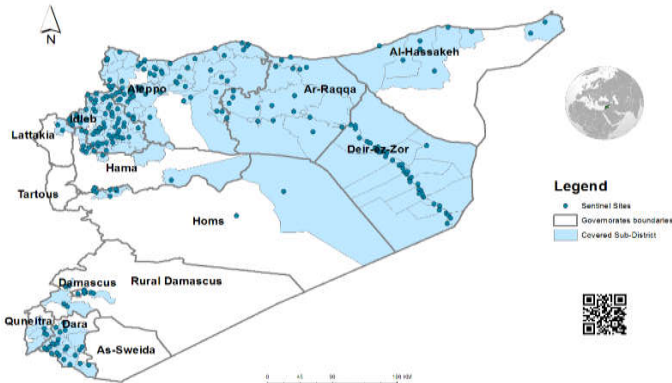 N
Al-Hassakeh
Aleppo
Ar-Raqqa
Idleb
Lattakia
Deir-ez-Zor
Hama
Tartous
Homs
Legend
Sentinel Sites
Governorates boundaries
Covered Sub-District
Damascus
Rural Damascus
Quneitra
Dara
As-Sweida